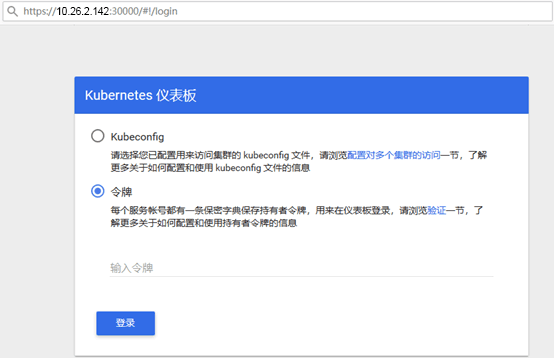 https://10.26.2.142:30000/#!/login
Kubernetes 仪表板
Kubeconfig
请选择您已配置用来访问集群的 kubeconfig 文件，请浏览配置对多个集群的访问一节，了解
更多关于如何配置和使用 kubeconfig 文件的信息
令牌
每个服务帐号都有一条保密字典保存持有者令牌，用来在仪表板登录，请浏览验证一节，了
解更多关于如何配置和使用持有者令牌的信息
输入令牌
登录